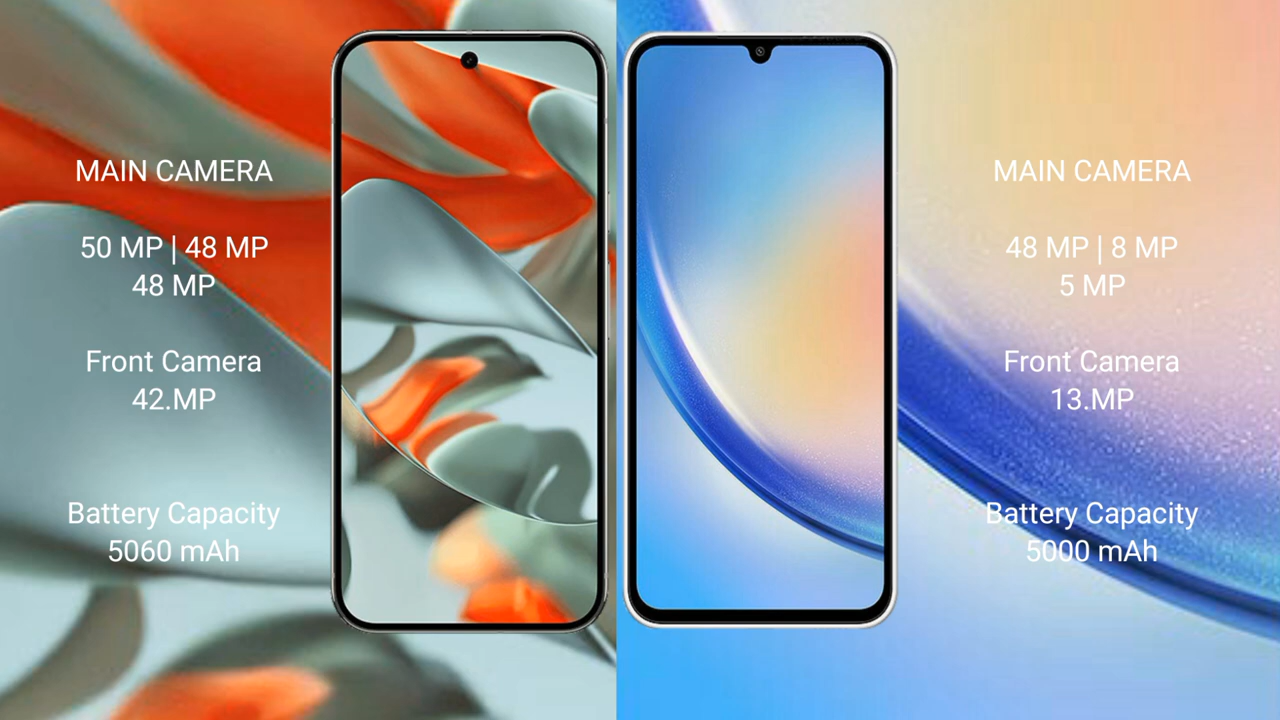 MAIN CAMERA
50 MP | 48 MP
48 MP
Front Camera
42.MP
Battery Capacity
5060 mAh
MAIN CAMERA
48 MP | 8 MP
5 MP
Front Camera
13.MP
Battery Capacity
5000 mAh